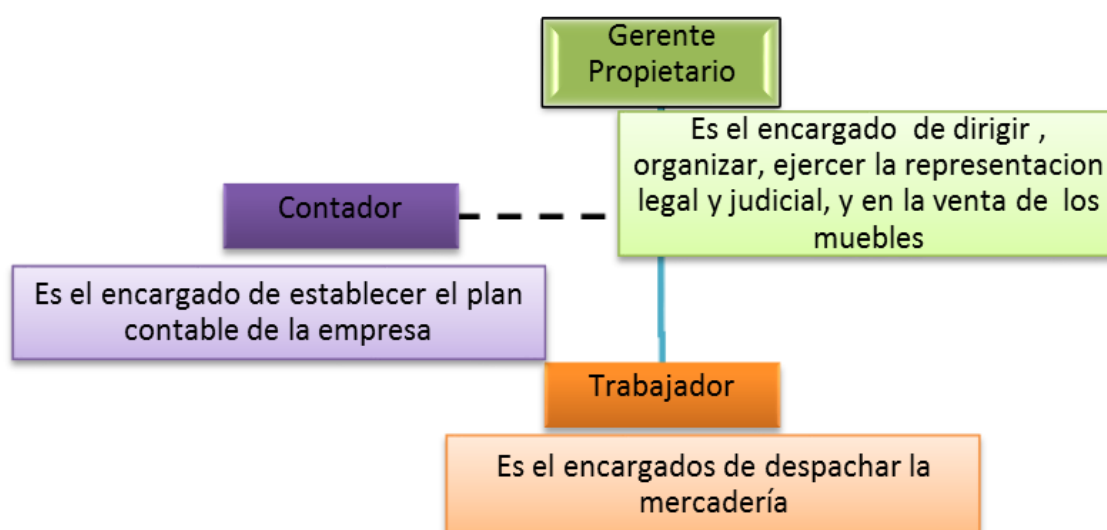 Gerente
Propietario
Es el encargado de dirigir ,
organizar, ejercer la representacion
legal y judicial, y en la venta de los
muebles
Contador
Es el encargado de establecer el plan
contable de la empresa
Trabajador
Es el encargados de despachar la
mercadería